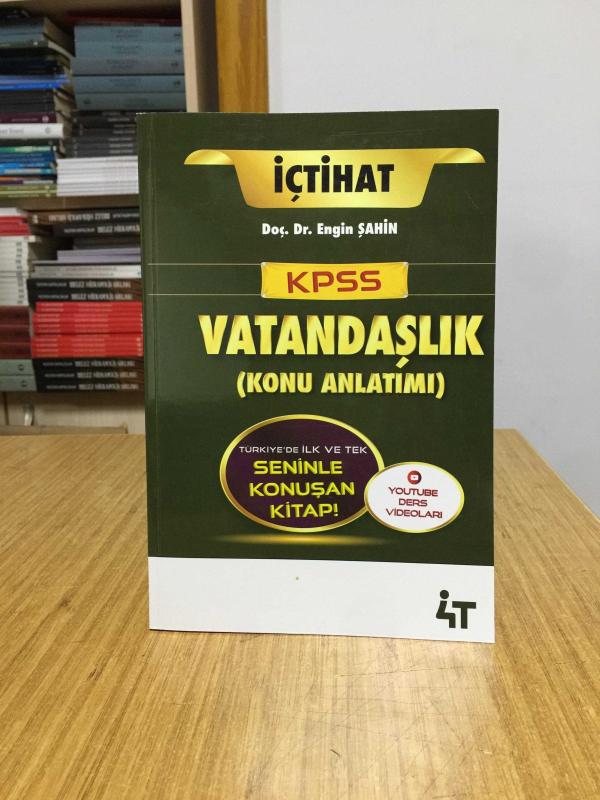 İÇTİHAT
Doç. Dr. Engin ŞAHİN
KPSS
VATANDAŞLIK
(KONU ANLATIMI)
TÜRKİYE'DE İLK VE TEK
SENİNLE
KONUŞAN
KİTAP!
YOUTUBE
DERS
VİDEOLARI
4T